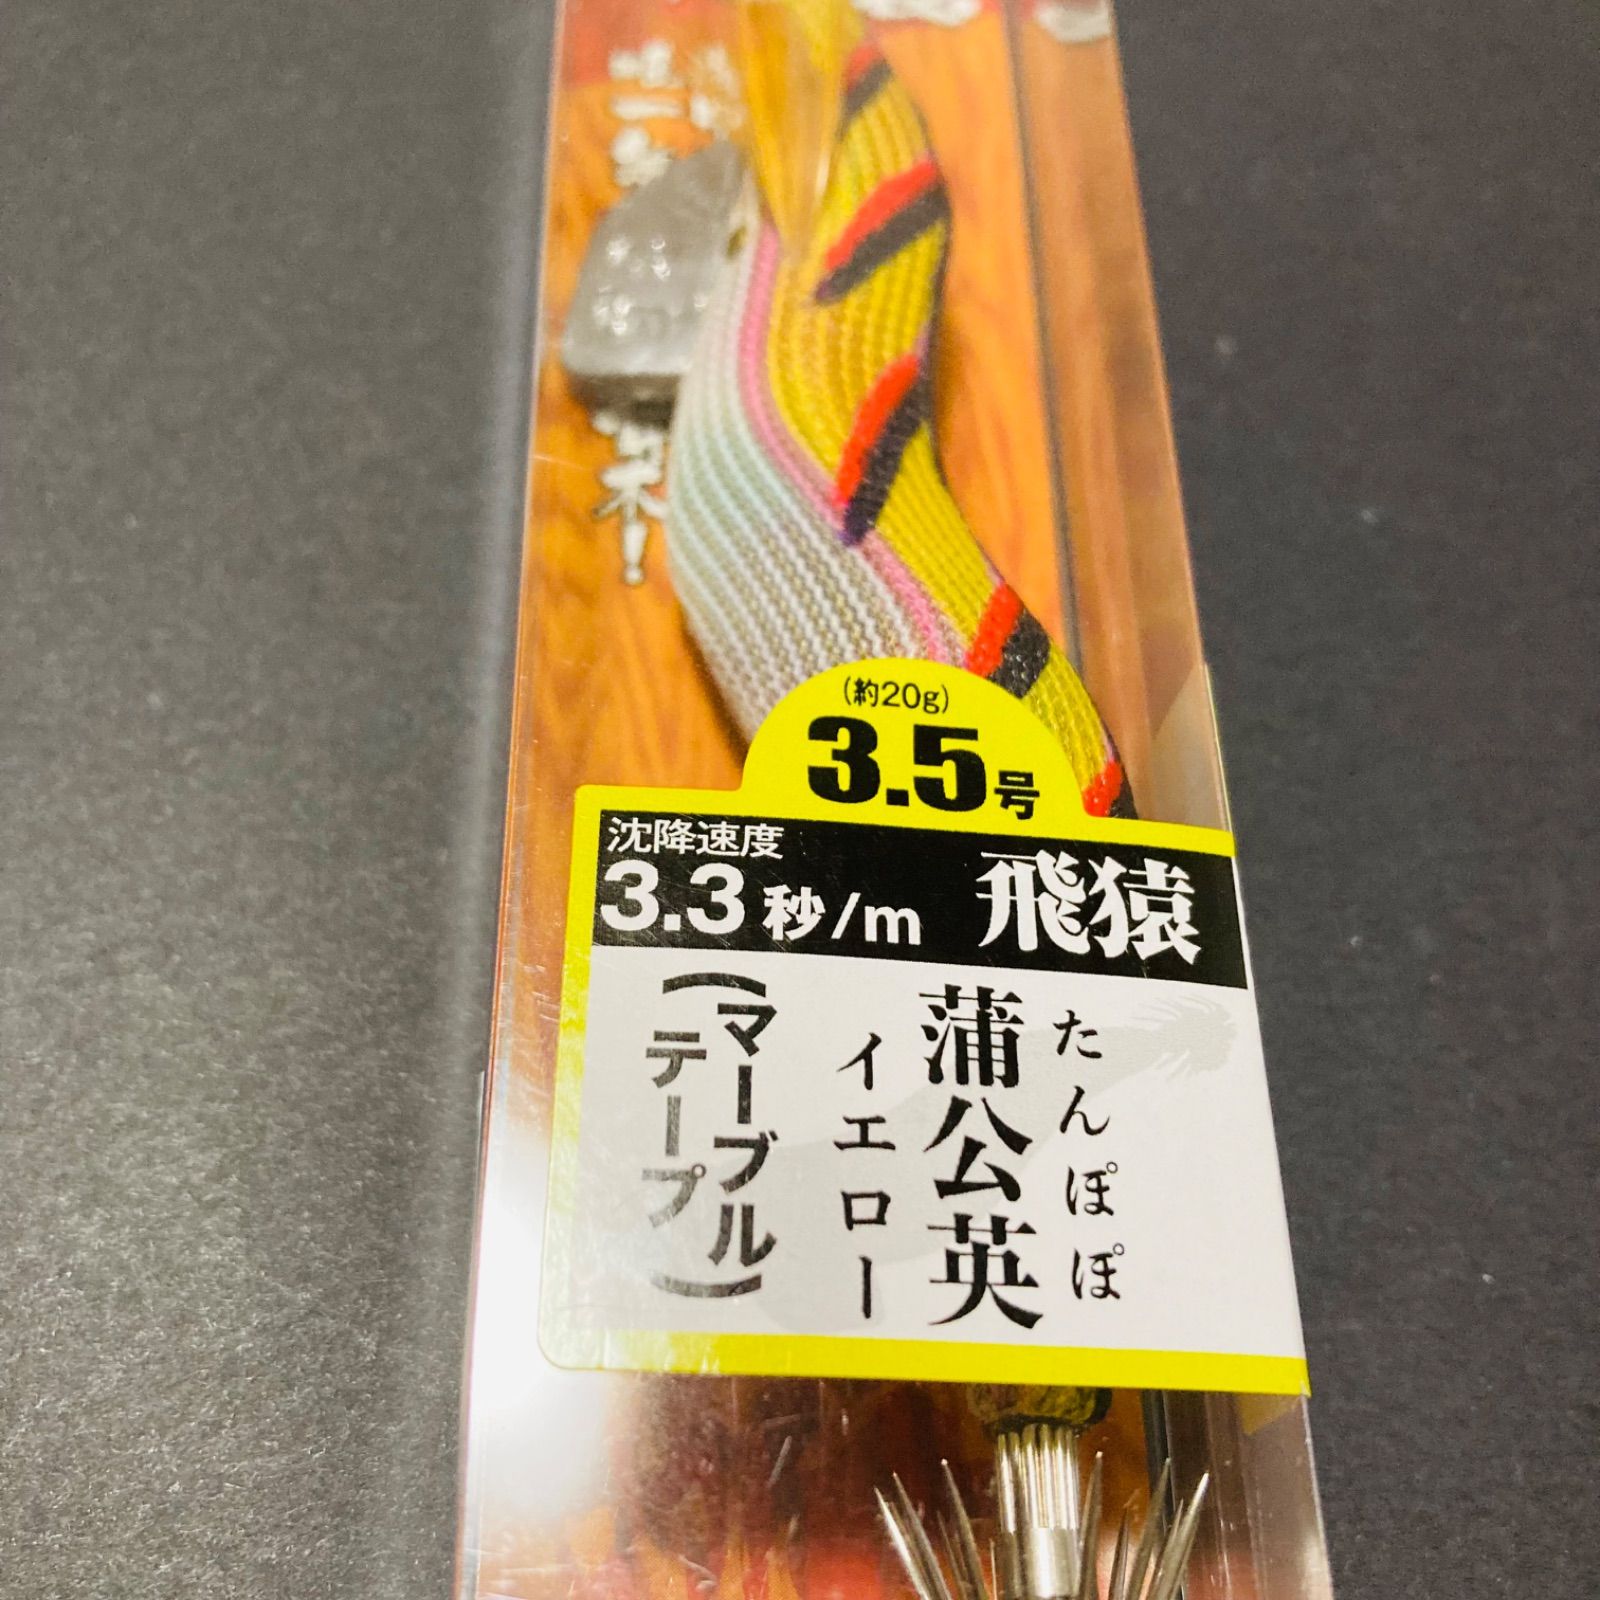 (約20g)
3.5号
沈降速度
3.3秒/m
飛猿
たんぽぽ
蒲公英
イエロー
(マーブル
テープ)